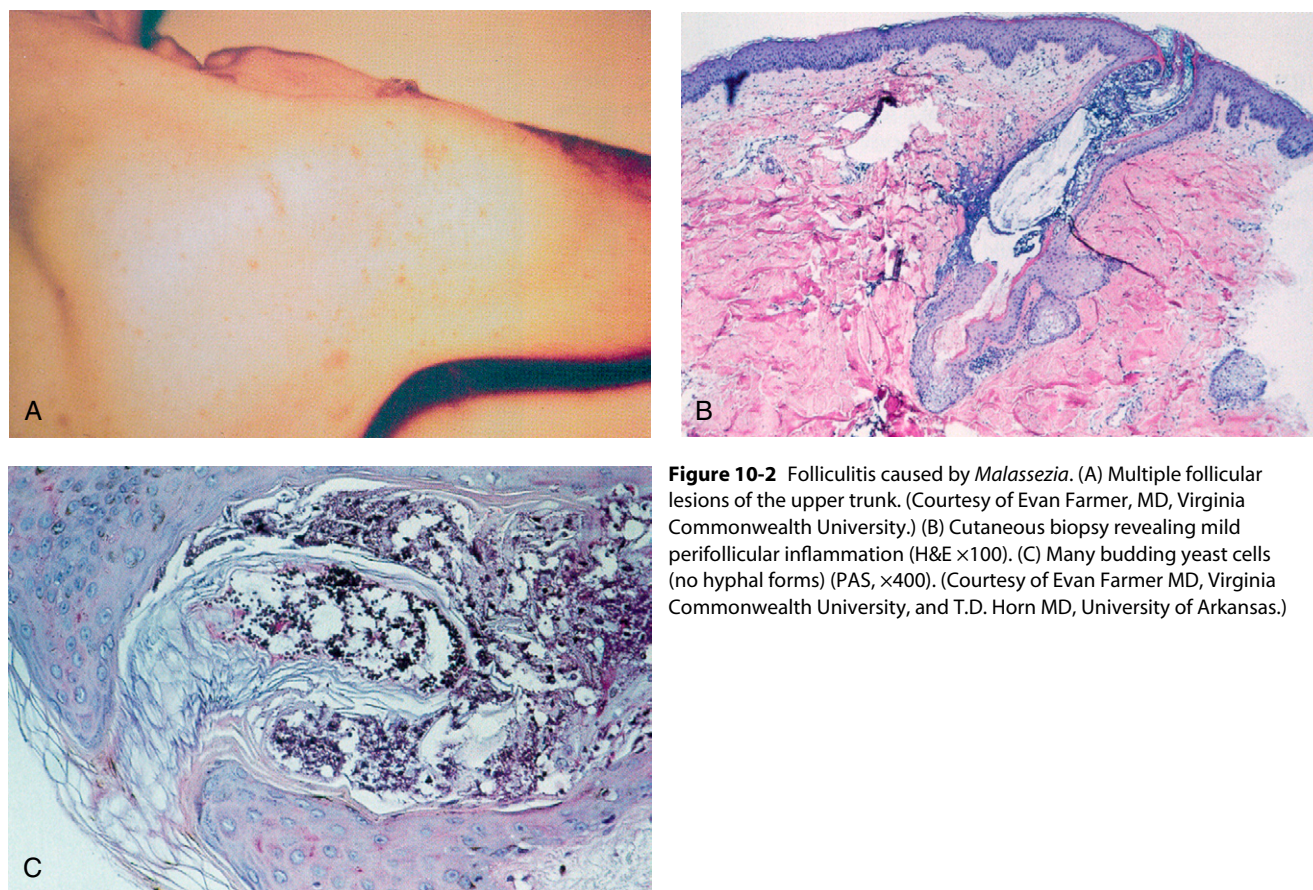 A
B
C
Figure 10-2 Folliculitis caused by Malassezia. (A) Multiple follicular
lesions of the upper trunk. (Courtesy of Evan Farmer, MD, Virginia
Commonwealth University.) (B) Cutaneous biopsy revealing mild
perifollicular inflammation (H&E ×100). (C) Many budding yeast cells
(no hyphal forms) (PAS, ×400). (Courtesy of Evan Farmer MD, Virginia
Commonwealth University, and T.D. Horn MD, University of Arkansas.)